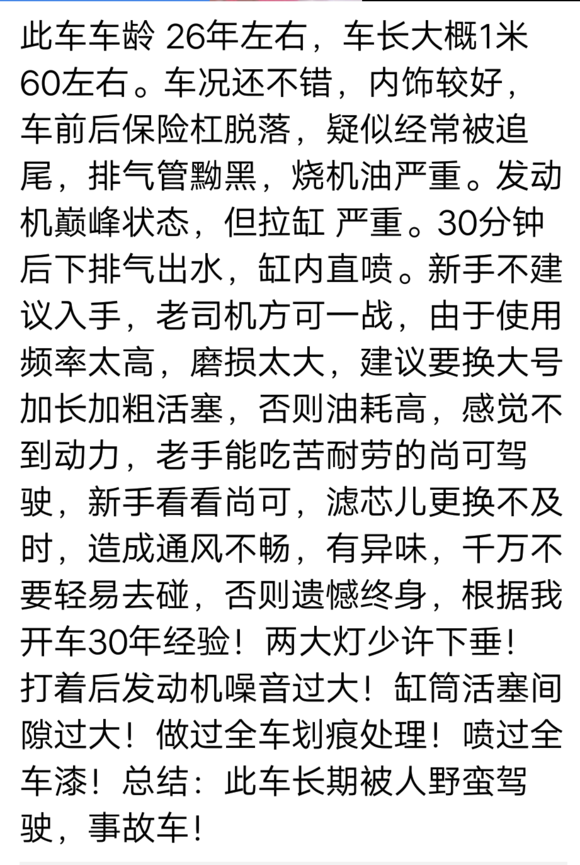 此车车龄 26年左右，车长大概1米
60左右。车况还不错，内饰较好，
车前后保险杠脱落，疑似经常被追
尾，排气管黝黑，烧机油严重。发动
机巅峰状态，但拉缸 严重。30分钟
后下排气出水，缸内直喷。新手不建
议入手，老司机方可一战，由于使用
频率太高，磨损太大，建议要换大号
加长加粗活塞，否则油耗高，感觉不
到动力，老手能吃苦耐劳的尚可驾
驶，新手看看尚可，滤芯儿更换不及
时，造成通风不畅，有异味，千万不
要轻易去碰，否则遗憾终身，根据我
开车30年经验！两大灯少许下垂！
打着后发动机噪音过大！缸筒活塞间
隙过大！做过全车划痕处理！喷过全
车漆！总结：此车长期被人野蛮驾
驶，事故车！